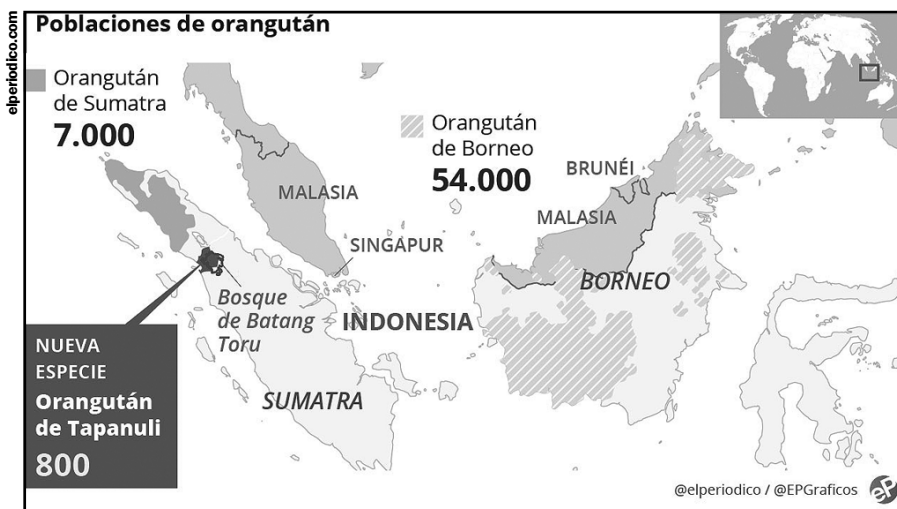 elperiodico.com
Poblaciones de orangután
Orangután
de Sumatra
7.000
Orangután
de Borneo
54.000
BRUNÉI
MALASIA
MALASIA
SINGAPUR
BORNEO
Bosque
de Batang
Toru
INDONESIA
SUMATRA
NUEVA
ESPECIE
Orangután
de Tapanuli
800
@elperiodico / @EPGraficos
eP